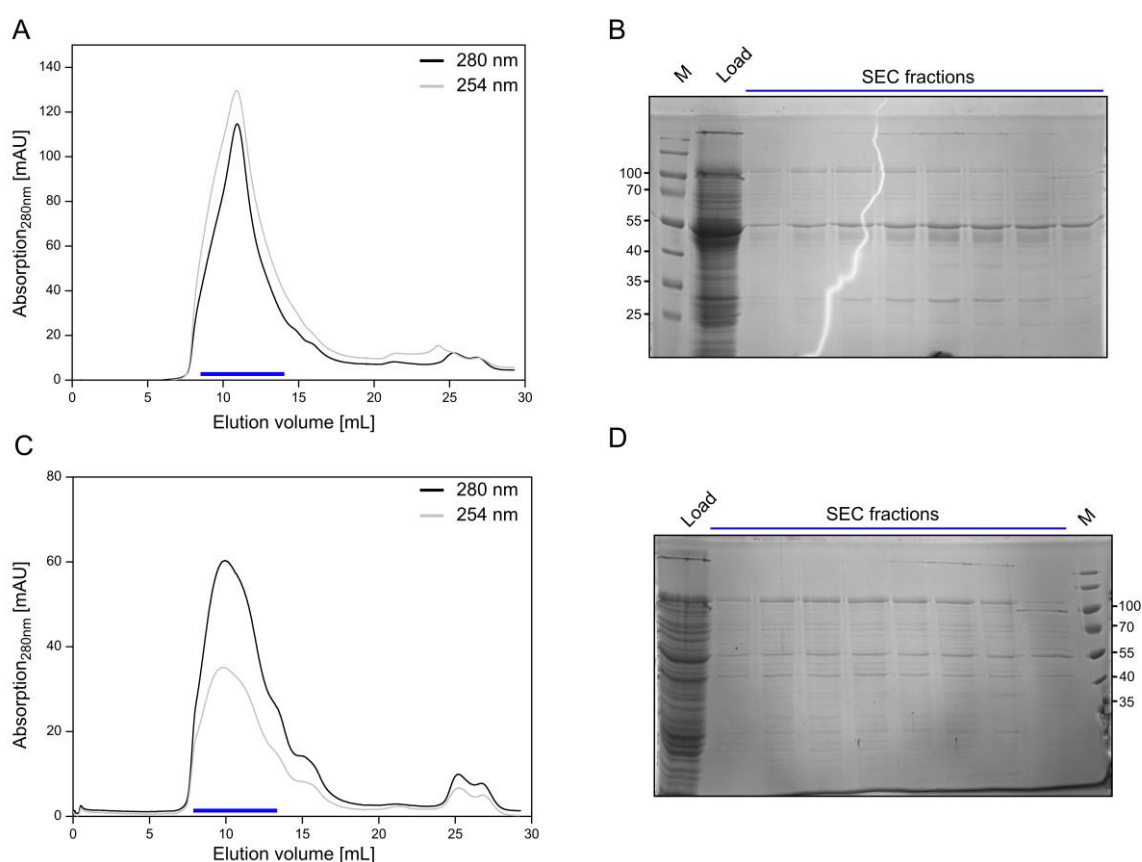 A
280 nm
254 nm
140
120
100
80
60
40
20
0
Absorption280nm [mAU]
0 5 10 15 20 25 30
Elution volume [mL]
B
M Load SEC fractions
100
70
55
40
35
25
C
280 nm
254 nm
80
60
40
20
0
Absorption280nm [mAU]
0 5 10 15 20 25 30
Elution volume [mL]
D
Load SEC fractions M
100
70
55
40
35